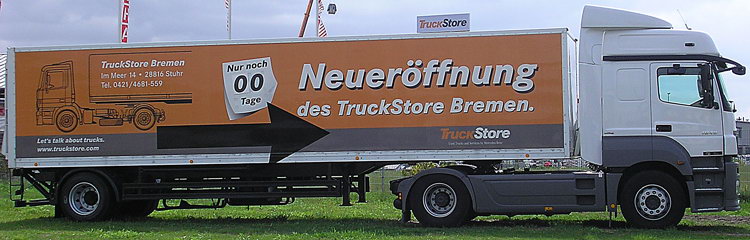 TruckStore
TruckStore Bremen
Im Meer 14 • 28816 Stuhr
Tel. 0421/4681-559
Nur noch
00
Tage
Neueröffnung
des TruckStore Bremen.
TruckStore
Let's talk about trucks.
www.truckstore.com